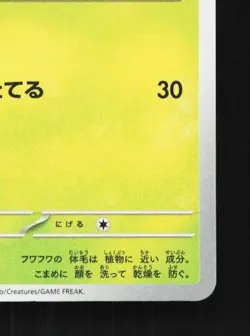 たてる 30
にげる
フワフワの 体毛は 植物に 近い 成分。
こまめに 顔を 洗って 乾燥を 防ぐ。
/Creatures/GAME FREAK.